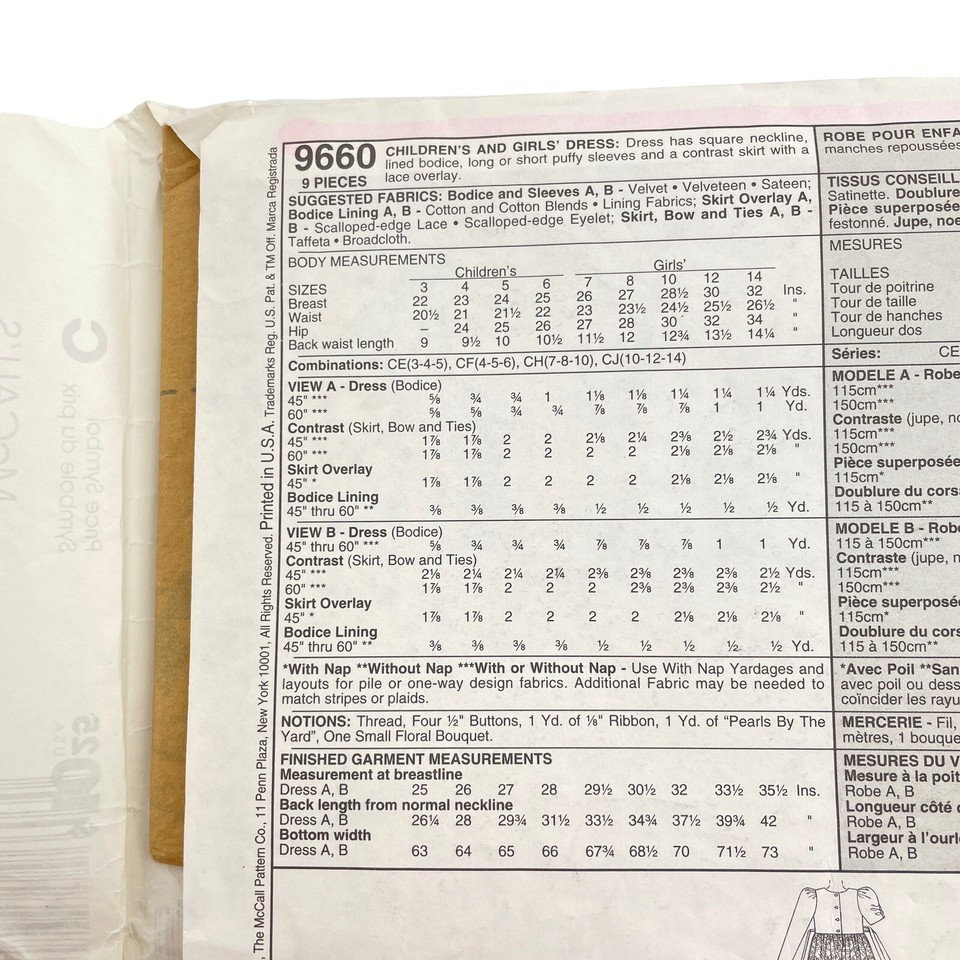 9660
9 PIECES
CHILDREN'S AND GIRLS' DRESS: Dress has square neckline,
lined bodice, long or short puffy sleeves and a contrast skirt with a
lace overlay.
SUGGESTED FABRICS: Bodice and Sleeves A, B - Velvet • Velveteen • Sateen;
Bodice Lining A, B - Cotton and Cotton Blends • Lining Fabrics; Skirt Overlay A,
B - Scalloped-edge Lace • Scalloped-edge Eyelet; Skirt, Bow and Ties A, B -
Taffeta • Broadcloth.
BODY MEASUREMENTS
Children's Girls'
SIZES 3 4 5 6 7 8 10 12 14
Breast 22 23 24 25 26 27 28½ 30 32 Ins.
Waist 20½ 21 21½ 22 23 23½ 24½ 25½ 26½ "
Hip – 24 25 26 27 28 30 32 34 "
Back waist length 9 9½ 10 10½ 11½ 12 12¾ 13½ 14¼ "
Combinations: CE(3-4-5), CF(4-5-6), CH(7-8-10), CJ(10-12-14)
VIEW A - Dress (Bodice)
45" *** ⅝ ¾ ¾ 1 1⅛ 1⅛ 1¼ 1¼ 1¼ Yds.
60" *** ⅝ ⅝ ¾ ¾ ⅞ ⅞ ⅞ 1 1 Yd.
Contrast (Skirt, Bow and Ties)
45" *** 1⅞ 1⅞ 2 2 2⅛ 2¼ 2⅜ 2½ 2¾ Yds.
60" *** 1⅞ 1⅞ 2 2 2 2 2⅛ 2⅛ 2⅛ "
Skirt Overlay
45" * 1⅞ 1⅞ 2 2 2 2 2⅛ 2⅛ 2⅛ "
Bodice Lining
45" thru 60" ** ⅜ ⅜ ⅜ ⅜ ½ ½ ½ ½ ½ Yd.
VIEW B - Dress (Bodice)
45" thru 60" *** ⅝ ¾ ¾ ¾ ⅞ ⅞ ⅞ 1 1 Yd.
Contrast (Skirt, Bow and Ties)
45" *** 2⅛ 2¼ 2¼ 2¼ 2⅜ 2⅜ 2⅜ 2⅜ 2½ Yds.
60" *** 1⅞ 1⅞ 2 2 2⅜ 2⅜ 2⅜ 2½ "
Skirt Overlay
45" * 1⅞ 1⅞ 2 2 2 2 2⅛ 2⅛ 2⅛ "
Bodice Lining
45" thru 60" ** ⅜ ⅜ ⅜ ⅜ ½ ½ ½ ½ ½ Yd.
*With Nap **Without Nap ***With or Without Nap - Use With Nap Yardages and
layouts for pile or one-way design fabrics. Additional Fabric may be needed to
match stripes or plaids.
NOTIONS: Thread, Four ½" Buttons, 1 Yd. of ⅛" Ribbon, 1 Yd. of “Pearls By The
Yard”, One Small Floral Bouquet.
FINISHED GARMENT MEASUREMENTS
Measurement at breastline
Dress A, B 25 26 27 28 29½ 30½ 32 33½ 35½ Ins.
Back length from normal neckline
Dress A, B 26¼ 28 29¾ 31½ 33½ 34¾ 37½ 39¾ 42 "
Bottom width
Dress A, B 63 64 65 66 67¾ 68½ 70 71½ 73 "
ROBE POUR ENFA
manches repoussées
TISSUS CONSEILL
Satinette. Doublure
Pièce superposée
festonné. Jupe, noe
MESURES
TAILLES
Tour de poitrine
Tour de taille
Tour de hanches
Longueur dos
Séries: CE
MODELE A - Robe
115cm***
150cm***
Contraste (jupe, no
115cm***
150cm***
Pièce superposée
115cm*
Doublure du cors
115 à 150cm**
MODELE B - Robe
115 à 150cm***
Contraste (jupe, n
115cm***
150cm***
Pièce superposé
115cm*
Doublure du cors
115 à 150cm**
*Avec Poil **San
avec poil ou dess
coïncider les rayu
MERCERIE - Fil,
mètres, 1 bouque
MESURES DU V
Mesure à la poit
Robe A, B
Longueur côté d
Robe A, B
Largeur à l'ourl
Robe A, B
, The McCall Pattern Co., 11 Penn Plaza, New York 10001, All Rights Reserved. Printed in U.S.A. Trademarks Reg. U.S. Pat. & TM Off. Marca Registrada
C
Symbole du prix
Price Symbol
McCALL'S
U.S.A.